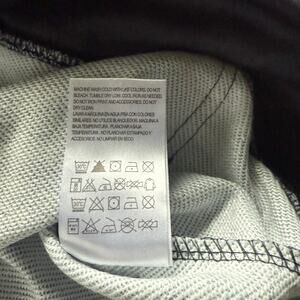 MACHINE WASH COLD WITH LIKE COLORS. DO NOT
BLEACH. TUMBLE DRY LOW. COOL IRON AS NEEDED.
DO NOT IRON PRINT AND ACCESSORIES. DO NOT
DRY CLEAN.
LAVAR A MÁQUINA EN AGUA FRÍA CON COLORES
SIMILARES. NO UTILIZAR BLANQUEADOR. MAQUINA A
BAJA TEMPERATURA. PLANCHAR A BAJA
TEMPERATURA. NO PLANCHAR ESTAMPADO Y
ACCESORIOS. NO LIMPIAR EN SECO